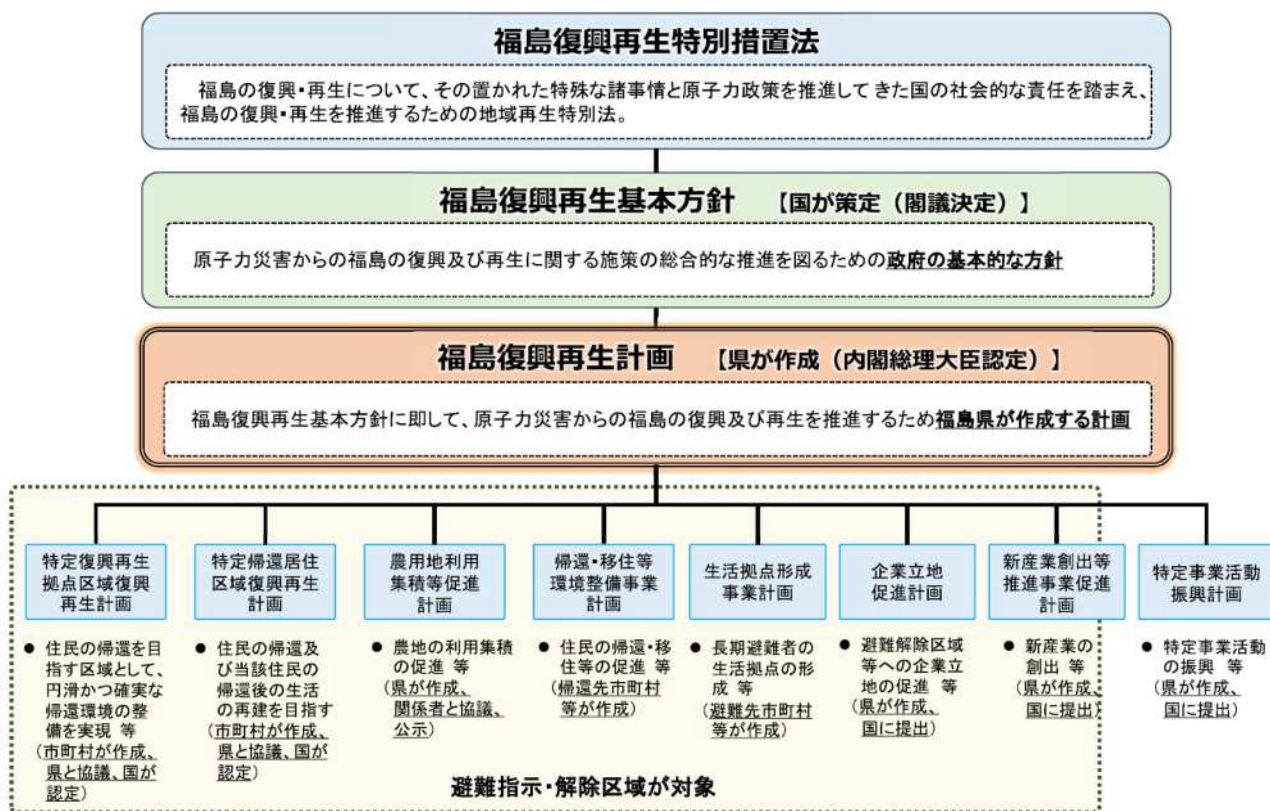 福島復興再生特別措置法
福島の復興・再生について、その置かれた特殊な諸事情と原子力政策を推進してきた国の社会的な責任を踏まえ、
福島の復興・再生を推進するための地域再生特別法。
福島復興再生基本方針 【国が策定（閣議決定）】
原子力災害からの福島の復興及び再生に関する施策の総合的な推進を図るための政府の基本的な方針
福島復興再生計画 【県が作成（内閣総理大臣認定）】
福島復興再生基本方針に即して、原子力災害からの福島の復興及び再生を推進するため福島県が作成する計画
特定復興再生
拠点区域復興
再生計画
● 住民の帰還を目
指す区域として、
円滑かつ確実な
帰還環境の整
備を実現 等
(市町村が作成、
県と協議、国が
認定)
特定帰還居住
区域復興再生
計画
● 住民の帰還及
び当該住民の
帰還後の生活
の再建を目指す
(市町村が作成、
県と協議、国が
認定)
農用地利用
集積等促進
計画
● 農地の利用集積
の促進 等
(県が作成、
関係者と協議、
公示)
帰還・移住等
環境整備事業
計画
● 住民の帰還・移
住等の促進 等
(帰還先市町村
等が作成)
生活拠点形成
事業計画
● 長期避難者の
生活拠点の形
成 等
(避難先市町村
等が作成)
企業立地
促進計画
● 避難解除区域
等への企業立
地の促進 等
(県が作成、
国に提出)
新産業創出等
推進事業促進
計画
● 新産業の
創出 等
(県が作成、
国に提出)
特定事業活動
振興計画
● 特定事業活動
の振興 等
(県が作成、
国に提出)
避難指示・解除区域が対象